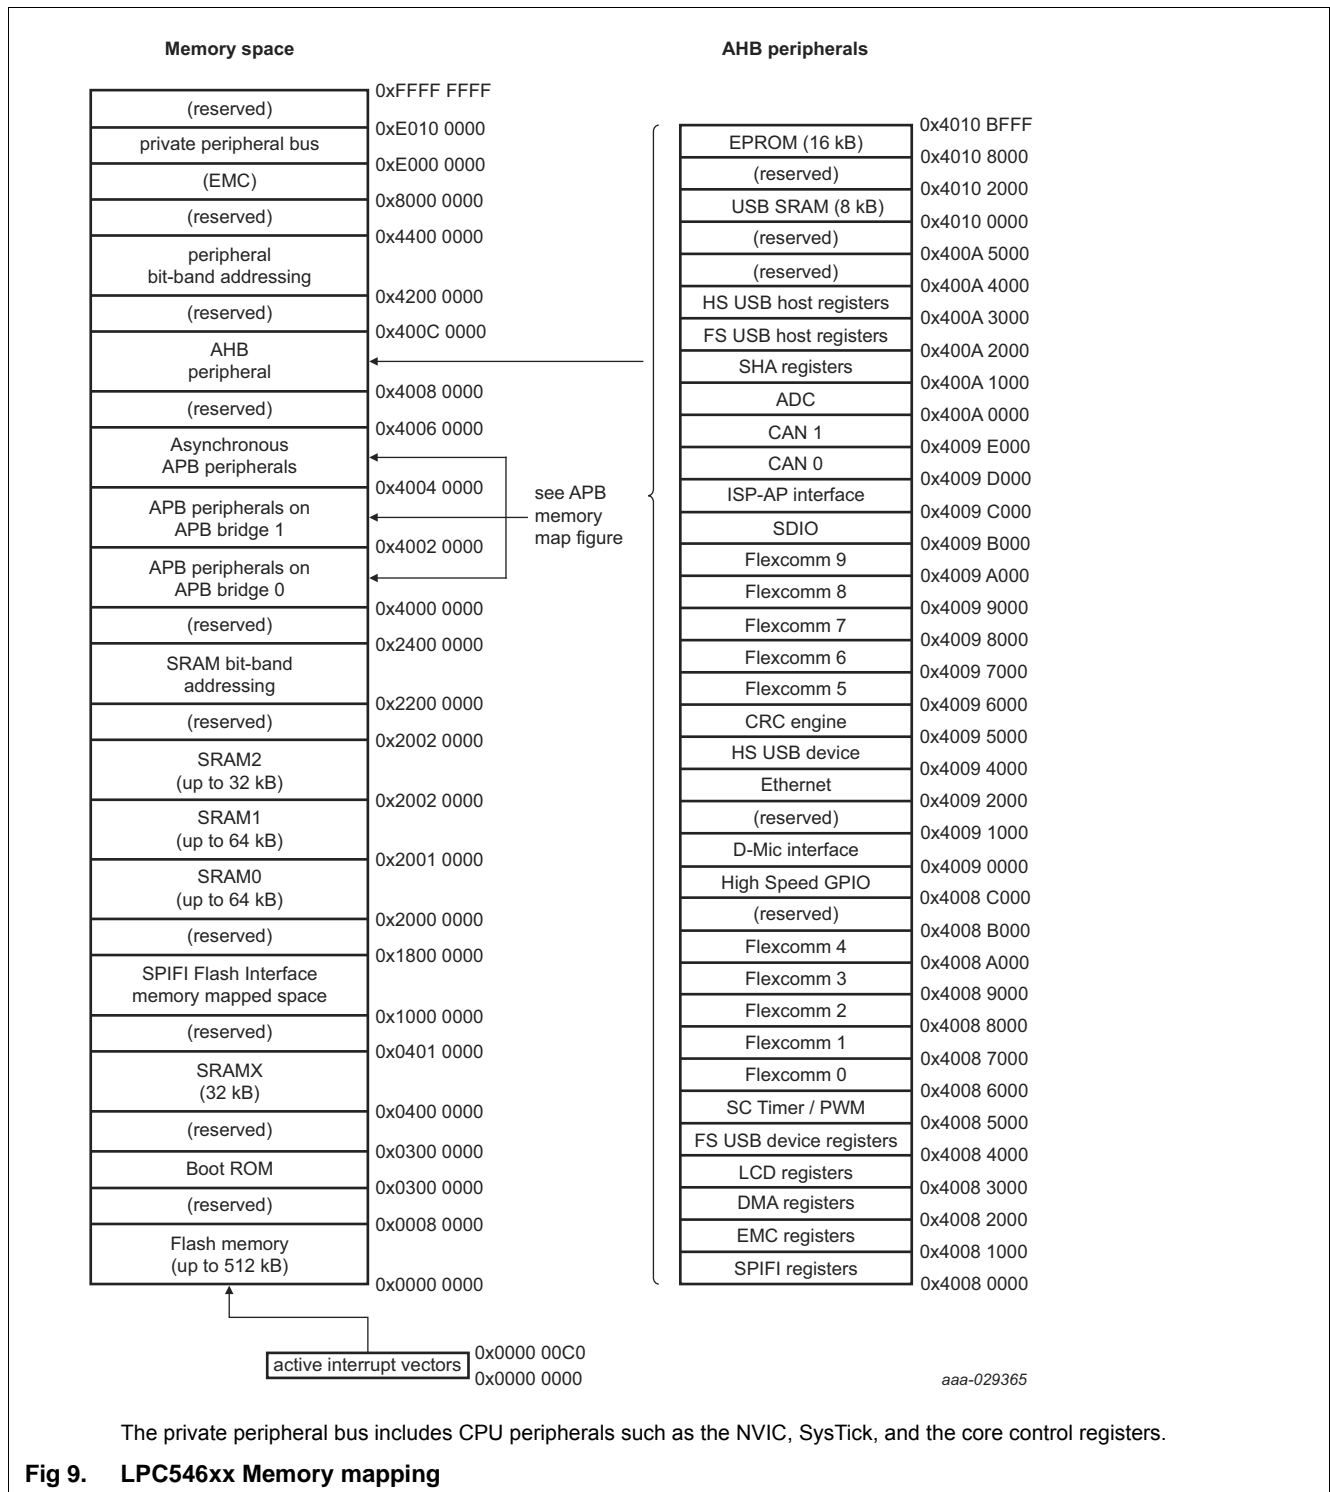 Memory space
0xFFFF FFFF
(reserved)
0xE010 0000
private peripheral bus
0xE000 0000
(EMC)
0x8000 0000
(reserved)
0x4400 0000
peripheral
bit-band addressing
0x4200 0000
(reserved)
0x400C 0000
AHB
peripheral
0x4008 0000
(reserved)
0x4006 0000
Asynchronous
APB peripherals
0x4004 0000
APB peripherals on
APB bridge 1
0x4002 0000
APB peripherals on
APB bridge 0
0x4000 0000
(reserved)
0x2400 0000
SRAM bit-band
addressing
0x2200 0000
(reserved)
0x2002 0000
SRAM2
(up to 32 kB)
0x2002 0000
SRAM1
(up to 64 kB)
0x2001 0000
SRAM0
(up to 64 kB)
0x2000 0000
(reserved)
0x1800 0000
SPIFI Flash Interface
memory mapped space
0x1000 0000
(reserved)
0x0401 0000
SRAMX
(32 kB)
0x0400 0000
(reserved)
0x0300 0000
Boot ROM
0x0300 0000
(reserved)
0x0008 0000
Flash memory
(up to 512 kB)
0x0000 0000
active interrupt vectors
0x0000 00C0
0x0000 0000
see APB
memory
map figure
AHB peripherals
0x4010 BFFF
EPROM (16 kB)
0x4010 8000
(reserved)
0x4010 2000
USB SRAM (8 kB)
0x4010 0000
(reserved)
0x400A 5000
(reserved)
0x400A 4000
HS USB host registers
0x400A 3000
FS USB host registers
0x400A 2000
SHA registers
0x400A 1000
ADC
0x400A 0000
CAN 1
0x4009 E000
CAN 0
0x4009 D000
ISP-AP interface
0x4009 C000
SDIO
0x4009 B000
Flexcomm 9
0x4009 A000
Flexcomm 8
0x4009 9000
Flexcomm 7
0x4009 8000
Flexcomm 6
0x4009 7000
Flexcomm 5
0x4009 6000
CRC engine
0x4009 5000
HS USB device
0x4009 4000
Ethernet
0x4009 2000
(reserved)
0x4009 1000
D-Mic interface
0x4009 0000
High Speed GPIO
0x4008 C000
(reserved)
0x4008 B000
Flexcomm 4
0x4008 A000
Flexcomm 3
0x4008 9000
Flexcomm 2
0x4008 8000
Flexcomm 1
0x4008 7000
Flexcomm 0
0x4008 6000
SC Timer / PWM
0x4008 5000
FS USB device registers
0x4008 4000
LCD registers
0x4008 3000
DMA registers
0x4008 2000
EMC registers
0x4008 1000
SPIFI registers
0x4008 0000
aaa-029365
The private peripheral bus includes CPU peripherals such as the NVIC, SysTick, and the core control registers.
Fig 9. LPC546xx Memory mapping